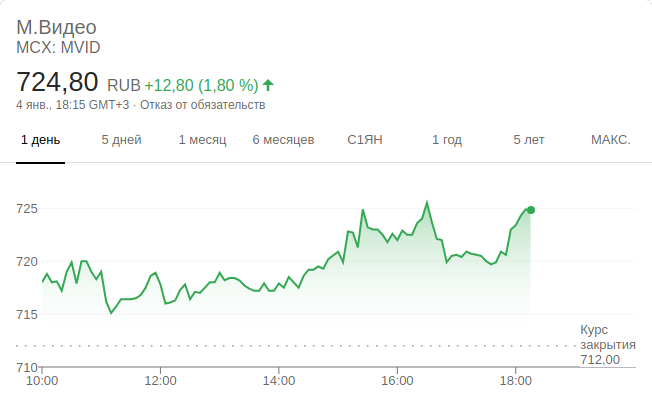 М.Видео
MCX: MVID
724,80 RUB +12,80 (1,80 %)
4 янв., 18:15 GMT+3 · Отказ от обязательств
1 день 5 дней 1 месяц 6 месяцев С1ЯН 1 год 5 лет МАКС.
725
720
715
Курс
закрытия
712,00
710
10:00 12:00 14:00 16:00 18:00